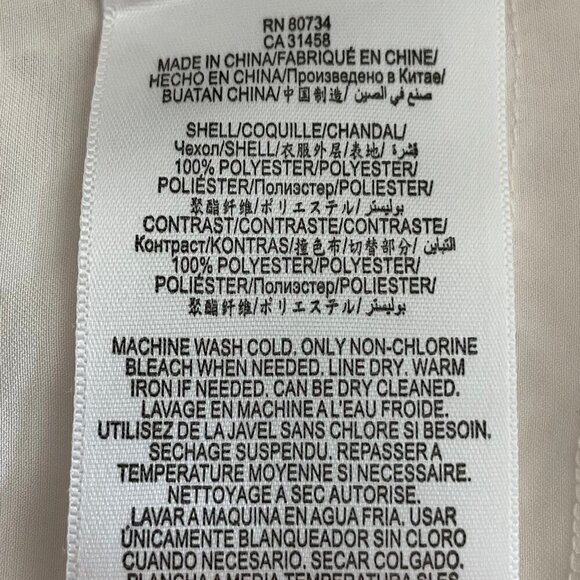 RN 80734
CA 31458
MADE IN CHINA/FABRIQUÉ EN CHINE/
HECHO EN CHINA/Произведено в Китае/
BUATAN CHINA/中国制造/ صنع في الصين/
SHELL/COQUILLE/CHANDAL/
Чехол/SHELL/衣服外层/表地/ قشرة/
100% POLYESTER/POLYESTER/
POLIÉSTER/Полиэстер/POLIESTER/
聚酯纤维/ポリエステル/ بوليستر/
CONTRAST/CONTRASTE/CONTRASTE/
Контраст/KONTRAS/撞色布/切替部分/ التباين/
100% POLYESTER/POLYESTER/
POLIÉSTER/Полиэстер/POLIESTER/
聚酯纤维/ポリエステル/ بوليستر/
MACHINE WASH COLD. ONLY NON-CHLORINE
BLEACH WHEN NEEDED. LINE DRY. WARM
IRON IF NEEDED. CAN BE DRY CLEANED.
LAVAGE EN MACHINE A L'EAU FROIDE.
UTILISEZ DE LA JAVEL SANS CHLORE SI BESOIN.
SECHAGE SUSPENDU. REPASSER A
TEMPERATURE MOYENNE SI NECESSAIRE.
NETTOYAGE A SEC AUTORISE.
LAVAR A MAQUINA EN AGUA FRIA. USAR
ÚNICAMENTE BLANQUEADOR SIN CLORO
CUANDO NECESARIO. SECAR COLGADO.
PLANCHA A MEDIA TEMPERATURA